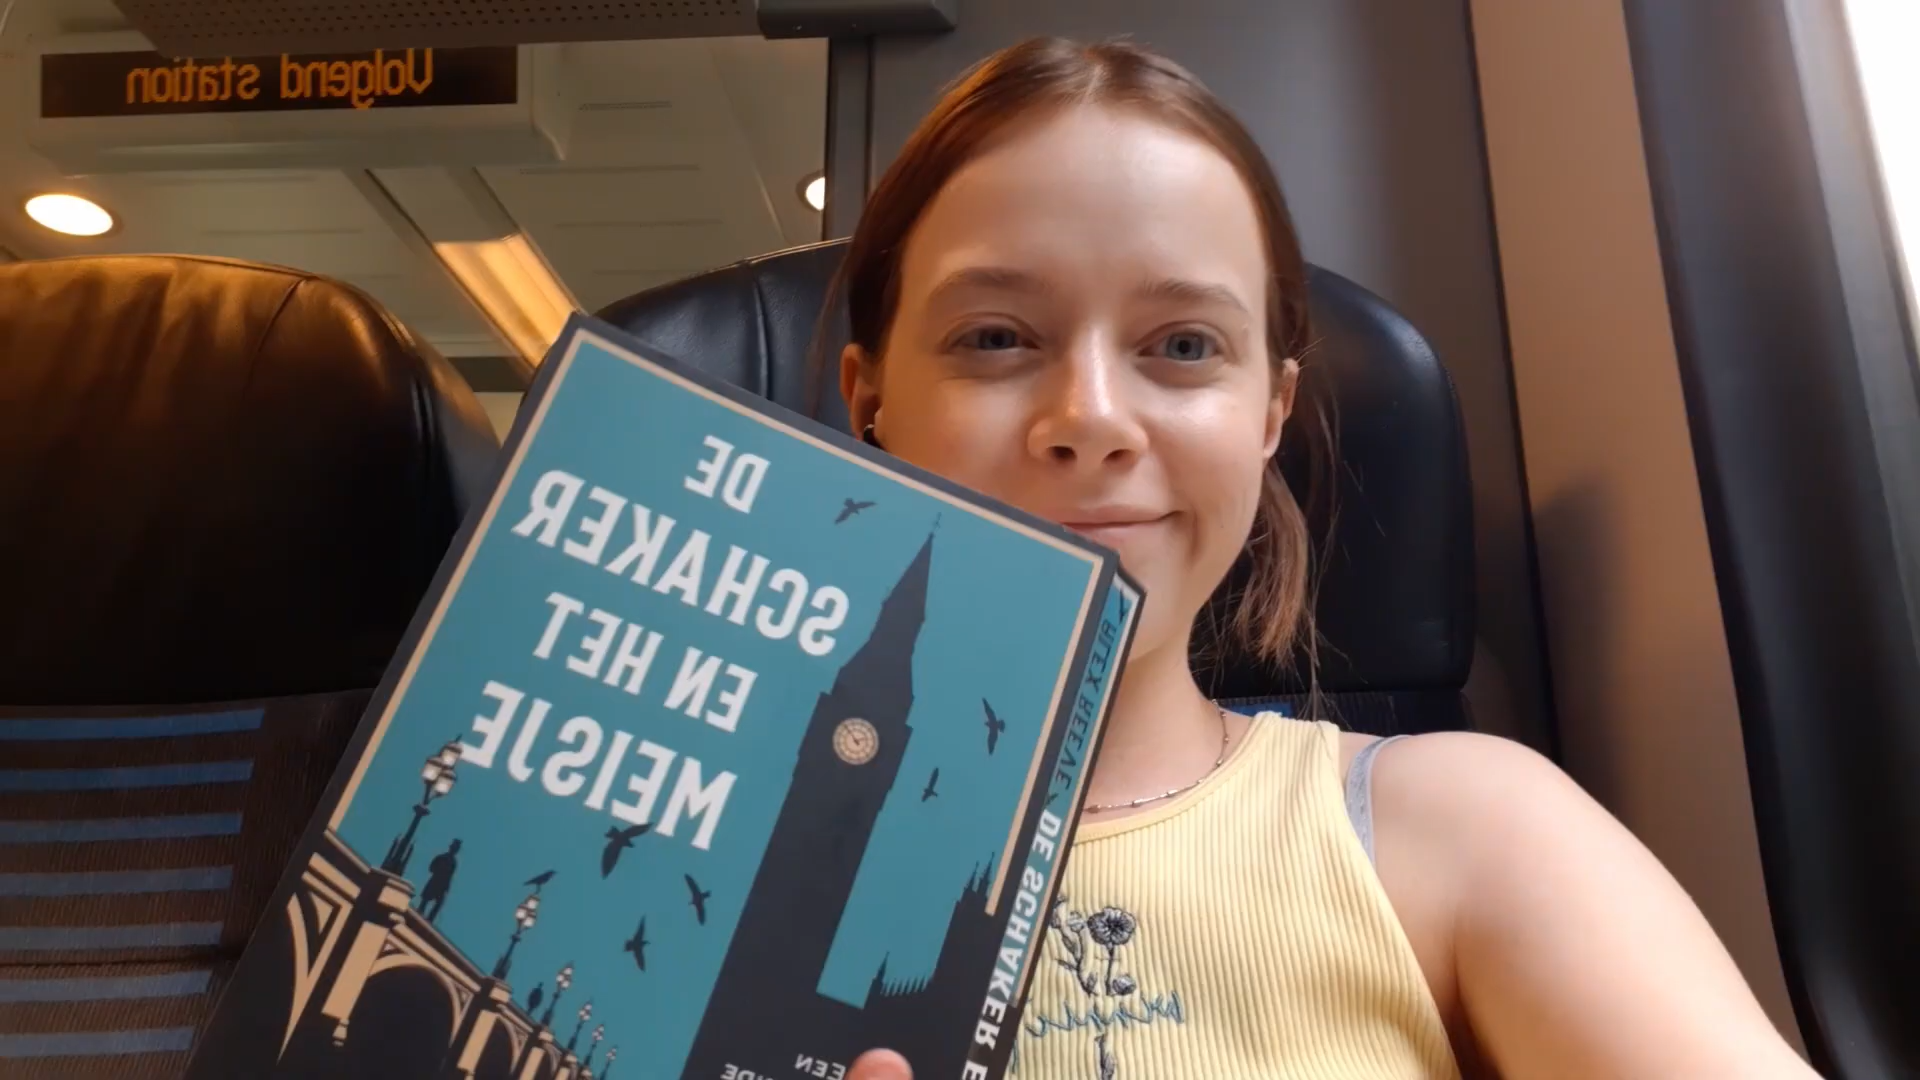 Volgend station
DE
SCHAKER
EN HET
MEISJE
EEN
ALEX REEVE > DE SCHAKER E